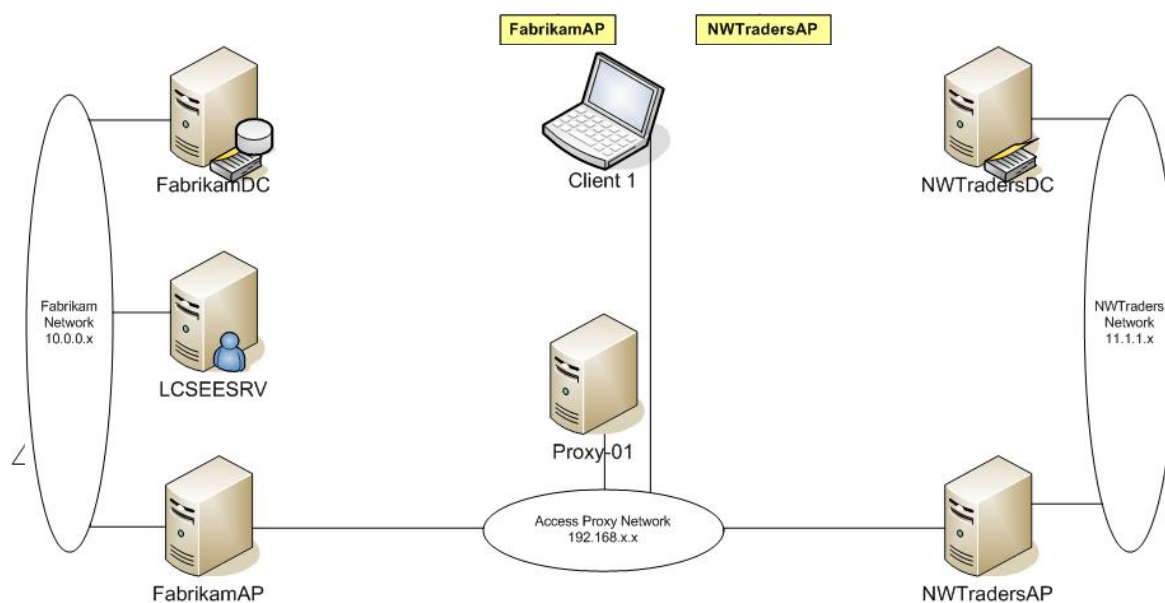 FabrikamAP
NWTradersAP
FabrikamDC
Client 1
NWTradersDC
Fabrikam
Network
10.0.0.x
NWTraders
Network
11.1.1.x
LCSEESRV
Proxy-01
Access Proxy Network
192.168.x.x
FabrikamAP
NWTradersAP